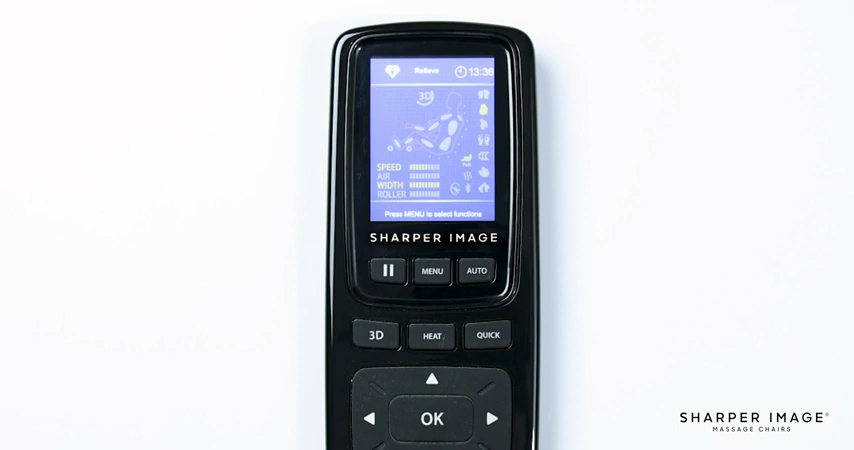 Relieve 13:36
3D
SPEED
AIR
WIDTH
ROLLER
Press MENU to select functions
SHARPER IMAGE
MENU AUTO
3D HEAT QUICK
OK
SHARPER IMAGE®
MASSAGE CHAIRS